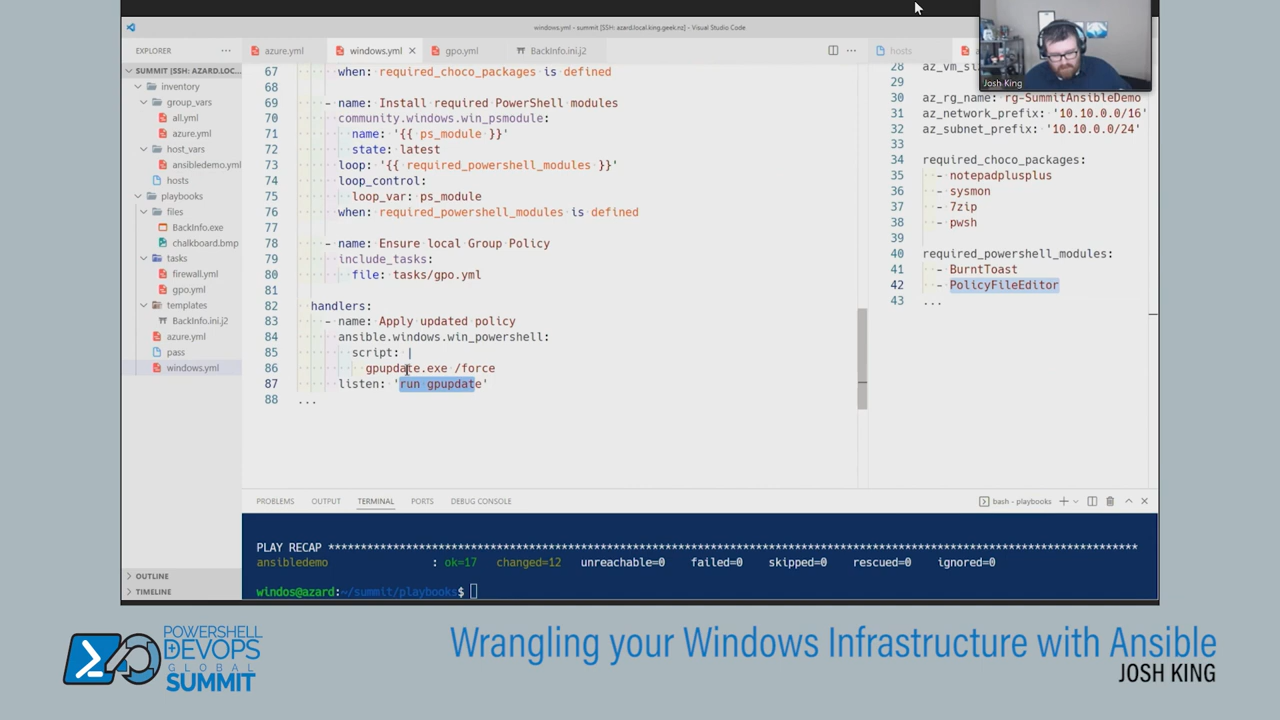 windows.yml - summit [SSH: azard.local.king.geek.nz] - Visual Studio Code
EXPLORER ...
SUMMIT [SSH: AZARD.LOC...
inventory
group_vars
all.yml
azure.yml
host_vars
ansibledemo.yml
hosts
playbooks
files
BackInfo.exe
chalkboard.bmp
tasks
firewall.yml
gpo.yml
templates
BackInfo.ini.j2
azure.yml
pass
windows.yml
OUTLINE
TIMELINE
azure.yml windows.yml gpo.yml BackInfo.ini.j2
67 when: required_choco_packages is defined
68
69 - name: Install required PowerShell modules
70 community.windows.win_psmodule:
71 name: '{{ ps_module }}'
72 state: latest
73 loop: '{{ required_powershell_modules }}'
74 loop_control:
75 loop_var: ps_module
76 when: required_powershell_modules is defined
77
78 - name: Ensure local Group Policy
79 include_tasks:
80 file: tasks/gpo.yml
81
82 handlers:
83 - name: Apply updated policy
84 ansible.windows.win_powershell:
85 script: |
86 gpupdate.exe /force
87 listen: 'run gpupdate'
88 ...
hosts
28 az_vm_si
29
30 az_rg_name: rg-SummitAnsibleDemo
31 az_network_prefix: '10.10.0.0/16'
32 az_subnet_prefix: '10.10.0.0/24'
33
34 required_choco_packages:
35 - notepadplusplus
36 - sysmon
37 - 7zip
38 - pwsh
39
40 required_powershell_modules:
41 - BurntToast
42 - PolicyFileEditor
43 ...
Josh King
PROBLEMS OUTPUT TERMINAL PORTS DEBUG CONSOLE
bash - playbooks
PLAY RECAP *********************************************************************
ansibledemo : ok=17 changed=12 unreachable=0 failed=0 skipped=0 rescued=0 ignored=0
windos@azard:~/summit/playbooks$
POWERSHELL
+DEVOPS
GLOBAL
SUMMIT
Wrangling your Windows Infrastructure with Ansible
JOSH KING